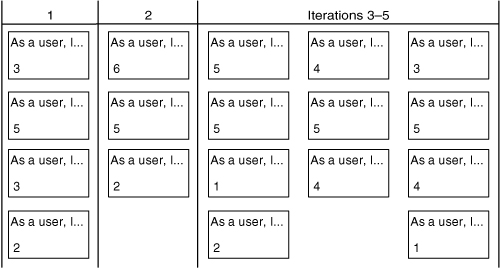 1
2
Iterations 3–5
As a user, I...
3
As a user, I...
6
As a user, I...
5
As a user, I...
4
As a user, I...
3
As a user, I...
5
As a user, I...
5
As a user, I...
5
As a user, I...
5
As a user, I...
5
As a user, I...
3
As a user, I...
2
As a user, I...
1
As a user, I...
4
As a user, I...
4
As a user, I...
2
As a user, I...
2
As a user, I...
1